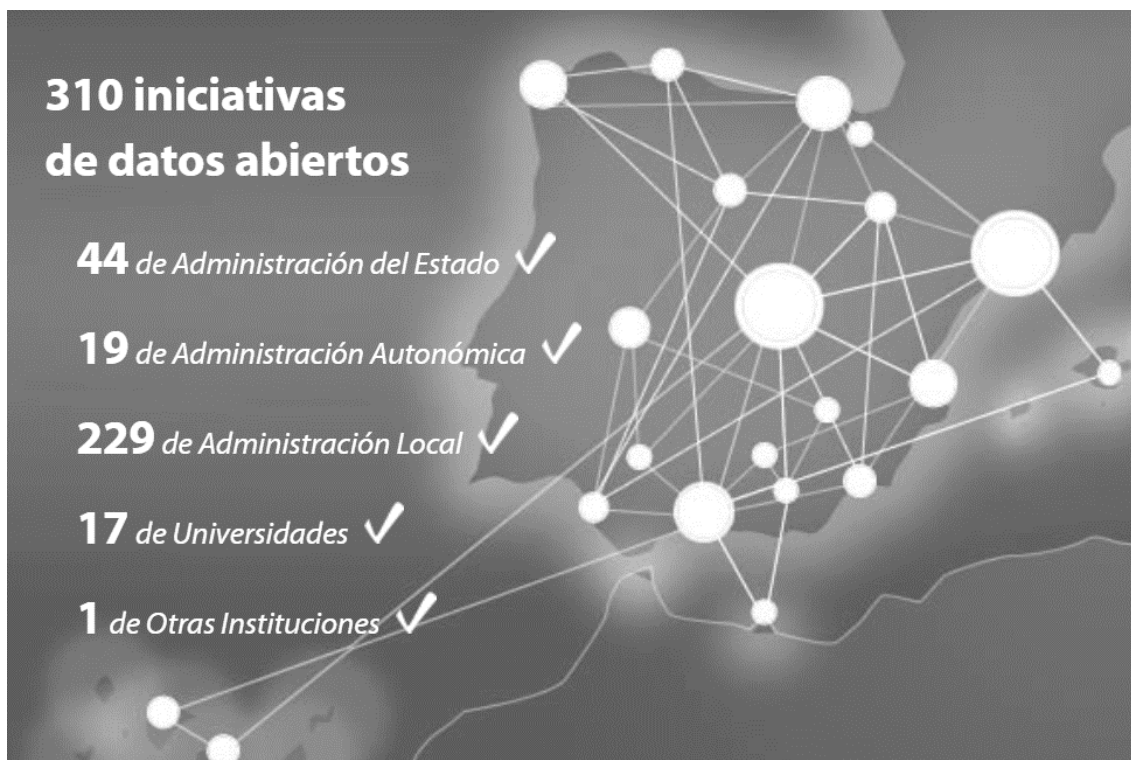 310 iniciativas
de datos abiertos
44 de Administración del Estado
19 de Administración Autonómica
229 de Administración Local
17 de Universidades
1 de Otras Instituciones